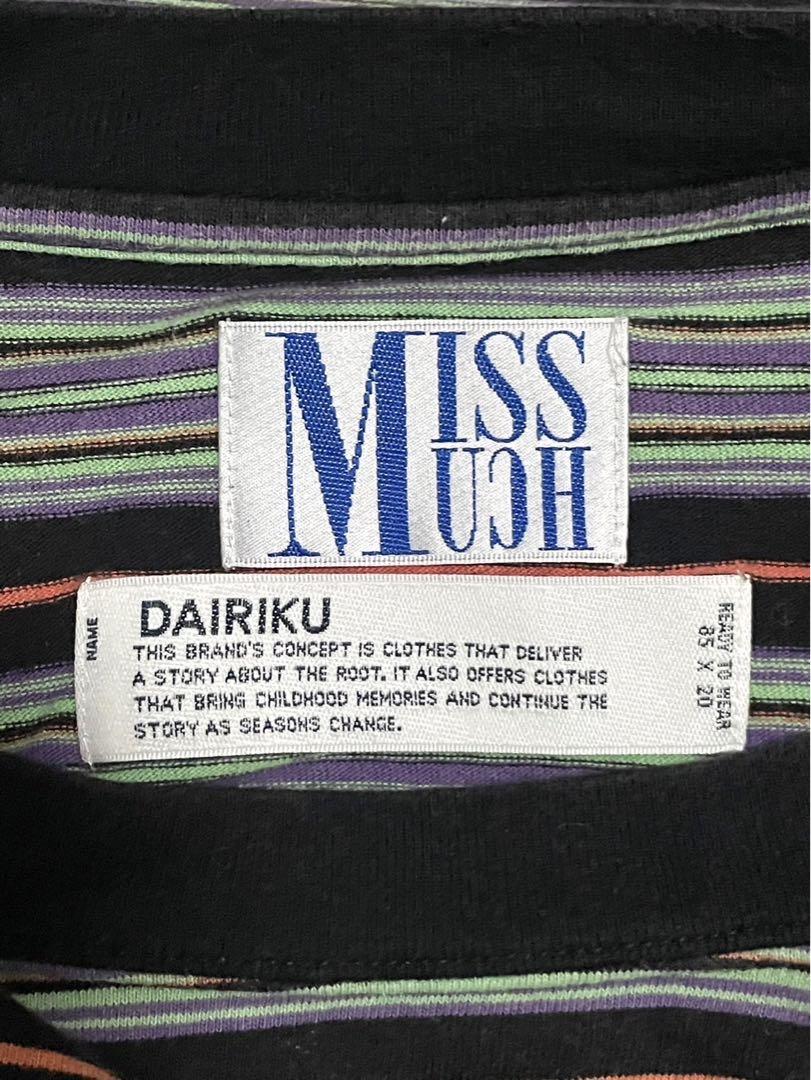 MISS
MUCH
NAME
DAIRIKU
THIS BRAND'S CONCEPT IS CLOTHES THAT DELIVER
A STORY ABOUT THE ROOT. IT ALSO OFFERS CLOTHES
THAT BRING CHILDHOOD MEMORIES AND CONTINUE THE
STORY AS SEASONS CHANGE.
READY TO WEAR
85 X 20